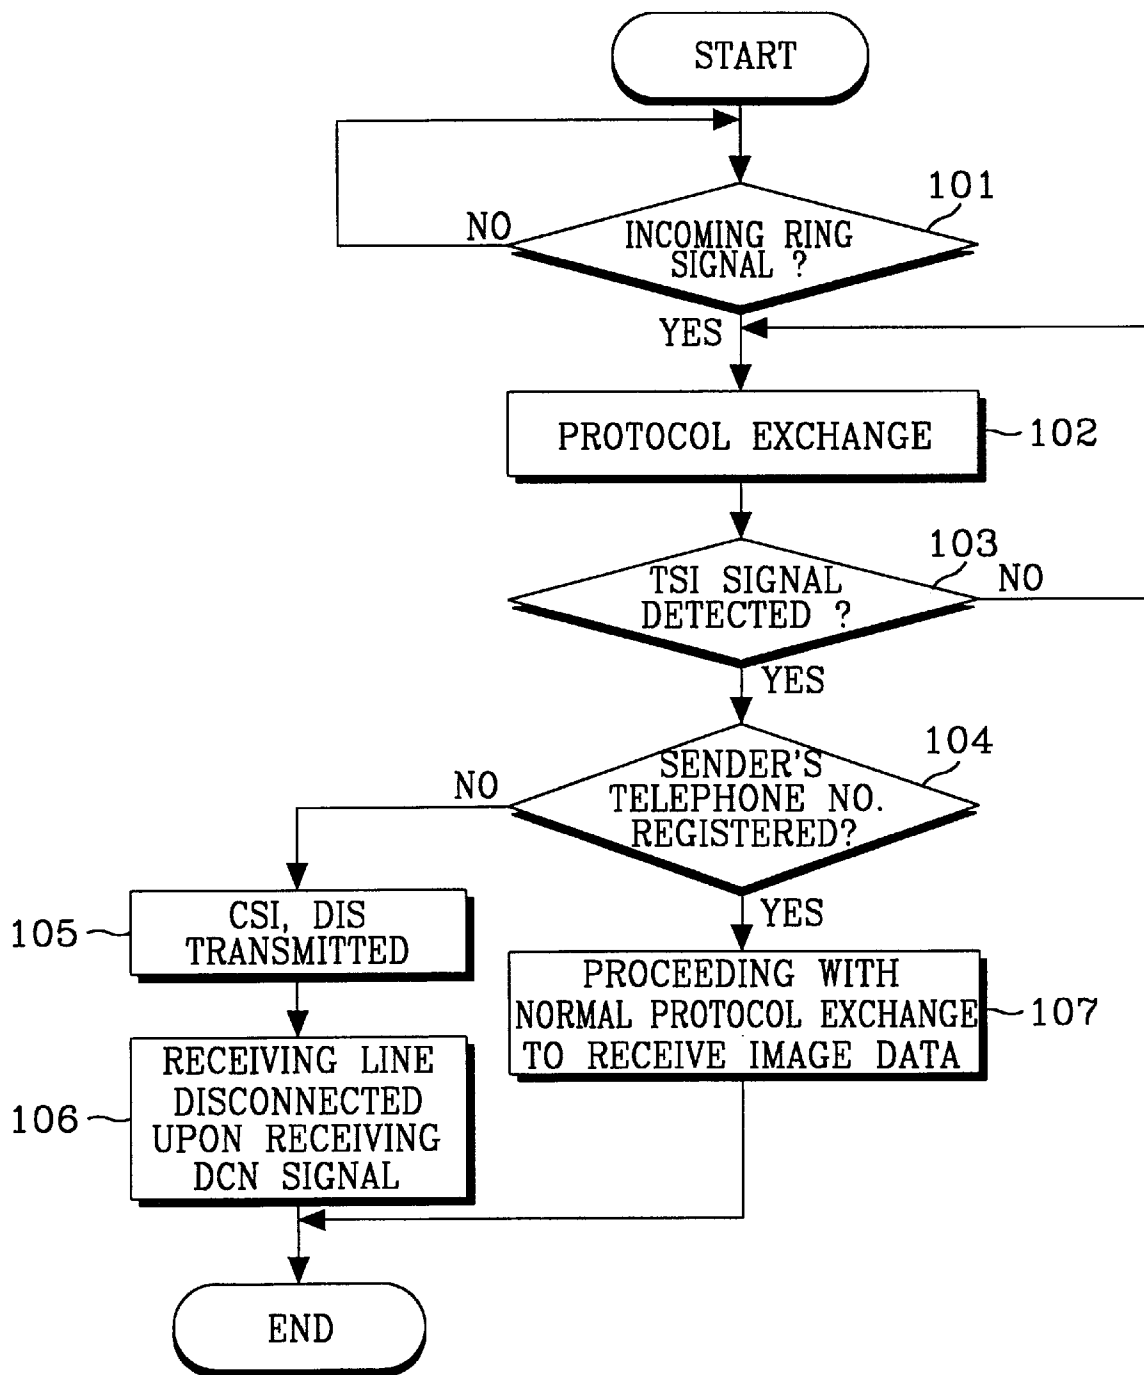 START
101
NO
INCOMING RING
SIGNAL ?
YES
PROTOCOL EXCHANGE
102
103
TSI SIGNAL
DETECTED ?
NO
YES
104
NO
SENDER'S
TELEPHONE NO.
REGISTERED?
YES
105
CSI, DIS
TRANSMITTED
PROCEEDING WITH
NORMAL PROTOCOL EXCHANGE
TO RECEIVE IMAGE DATA
107
106
RECEIVING LINE
DISCONNECTED
UPON RECEIVING
DCN SIGNAL
END